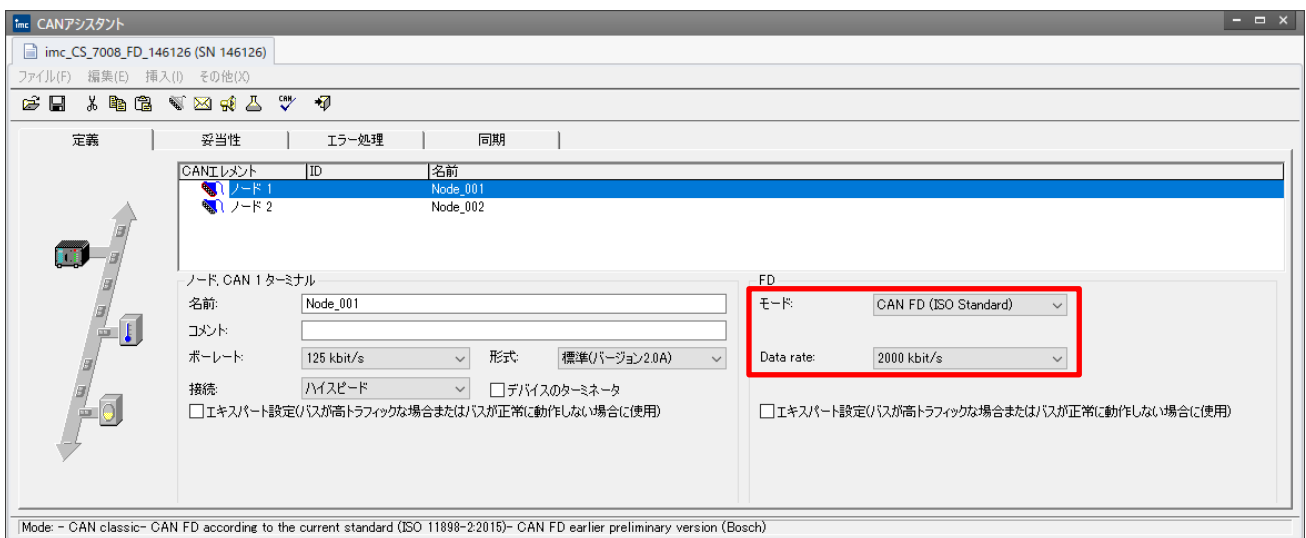 imc CANアシスタント
imc_CS_7008_FD_146126 (SN 146126)
ファイル(F) 編集(E) 挿入(I) その他(X)
CAN
定義 妥当性 エラー処理 同期
CANエレメント ID 名前
ノード 1 Node_001
ノード 2 Node_002
ノード, CAN 1 ターミナル FD
名前: Node_001 モード: CAN FD (ISO Standard)
コメント:
ボーレート: 125 kbit/s 形式: 標準(バージョン2.0A) Data rate: 2000 kbit/s
接続: ハイスピード デバイスのターミネータ
エキスパート設定(バスが高トラフィックな場合またはバスが正常に動作しない場合に使用) エキスパート設定(バスが高トラフィックな場合またはバスが正常に動作しない場合に使用)
Mode: - CAN classic- CAN FD according to the current standard (ISO 11898-2:2015)- CAN FD earlier preliminary version (Bosch)